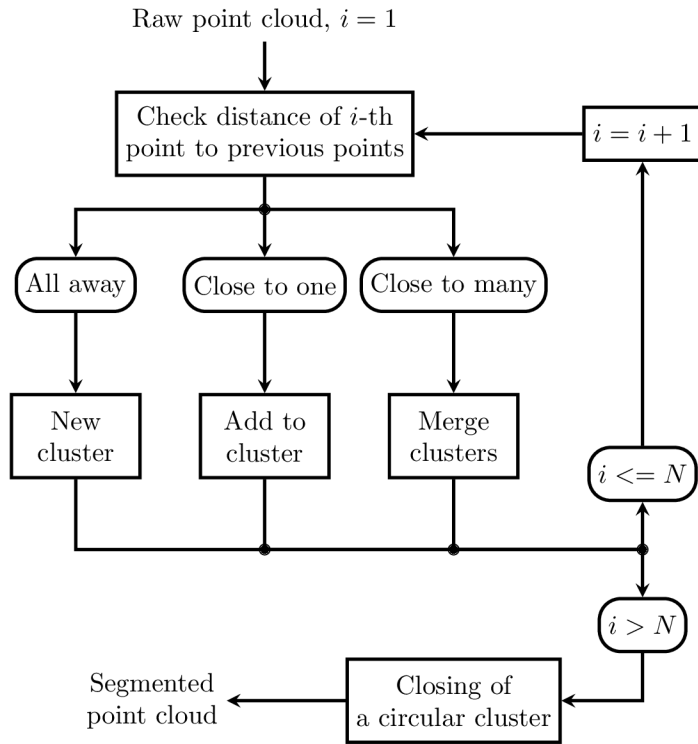 Raw point cloud, i = 1
Check distance of i-th
point to previous points
i = i + 1
All away
Close to one
Close to many
New
cluster
Add to
cluster
Merge
clusters
i <= N
i > N
Segmented
point cloud
Closing of
a circular cluster